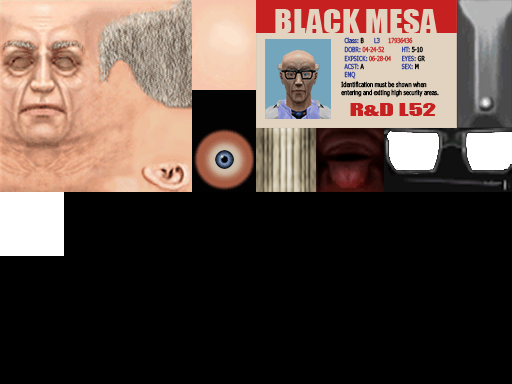 BLACK MESA
Class: B L3 17936436
DOBR: 04-24-52 HT: 5-10
EXPSICK: 06-28-04 EYES: GR
ACST: A SEX: M
ENQ
Identification must be shown when
entering and exiting high security areas.
R&D L52